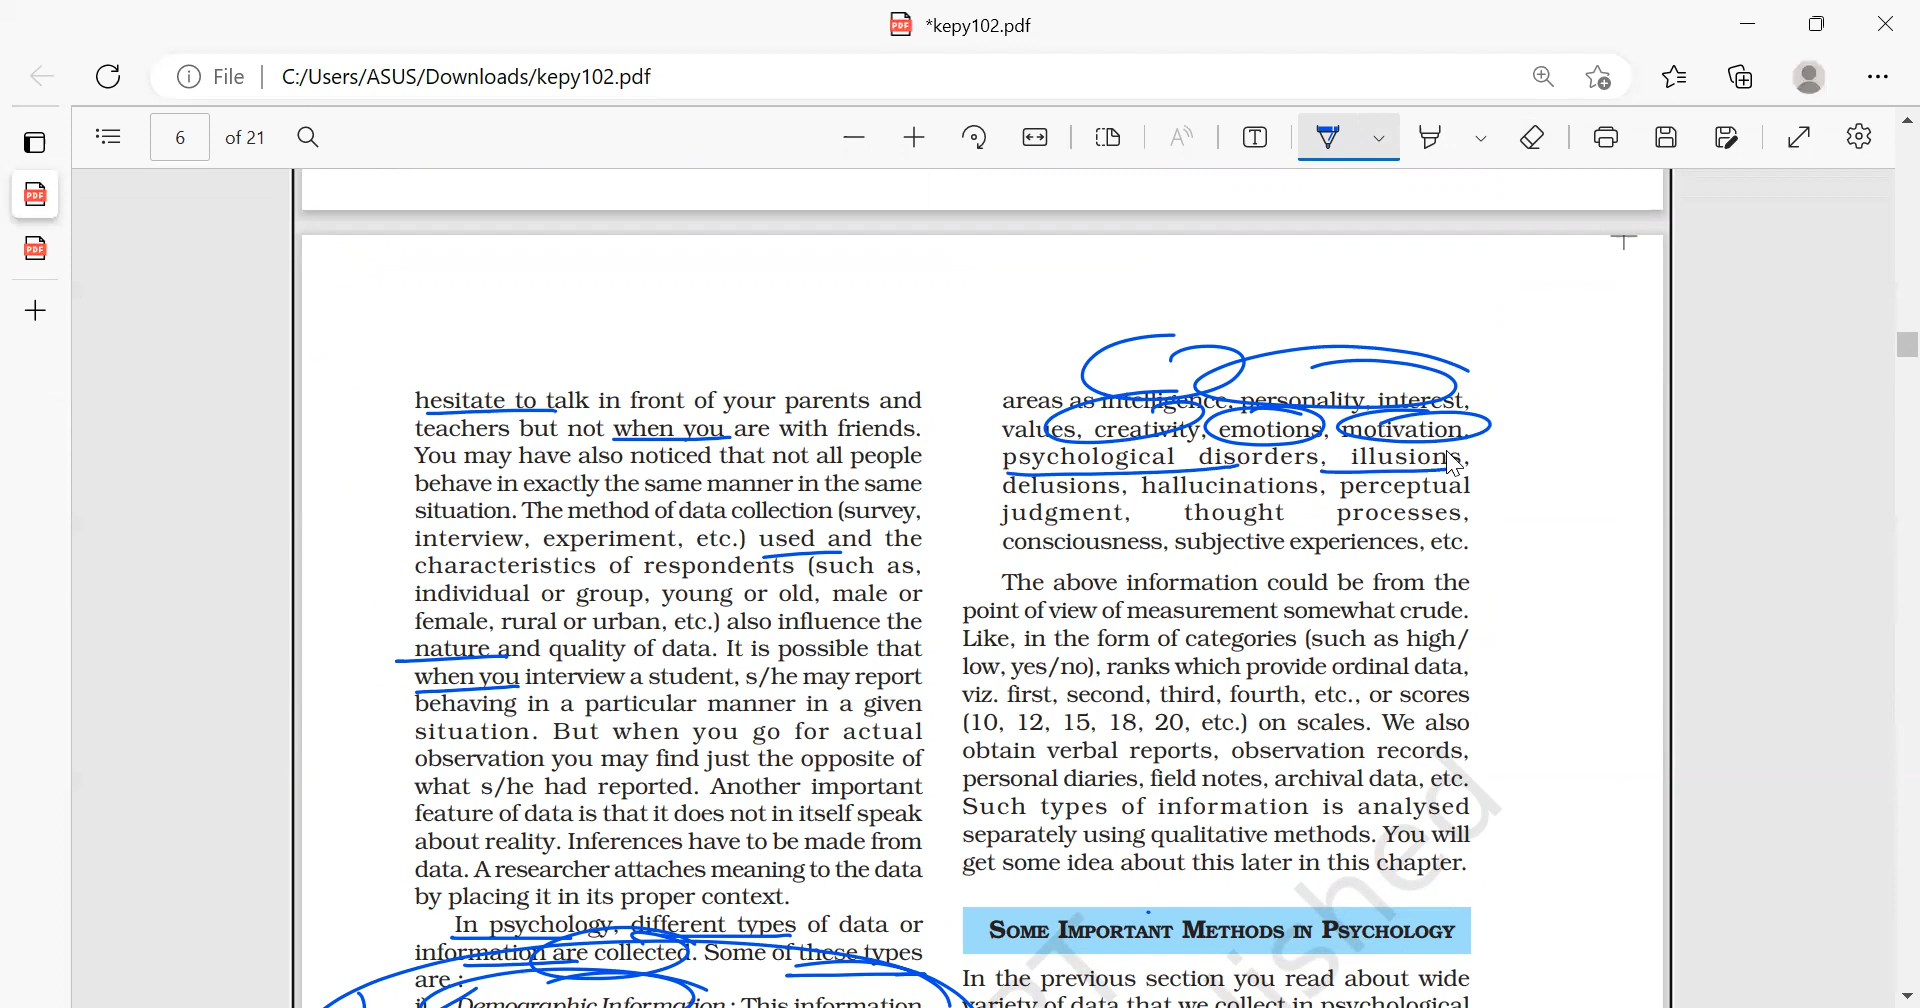 *kepy102.pdf
File
C:/Users/ASUS/Downloads/kepy102.pdf
6 of 21
hesitate to talk in front of your parents and
teachers but not when you are with friends.
You may have also noticed that not all people
behave in exactly the same manner in the same
situation. The method of data collection (survey,
interview, experiment, etc.) used and the
characteristics of respondents (such as,
individual or group, young or old, male or
female, rural or urban, etc.) also influence the
nature and quality of data. It is possible that
when you interview a student, s/he may report
behaving in a particular manner in a given
situation. But when you go for actual
observation you may find just the opposite of
what s/he had reported. Another important
feature of data is that it does not in itself speak
about reality. Inferences have to be made from
data. A researcher attaches meaning to the data
by placing it in its proper context.
In psychology, different types of data or
information are collected. Some of these types
are :
Demographic Information : This information
areas as intelligence, personality, interest,
values, creativity, emotions, motivation,
psychological disorders, illusions,
delusions, hallucinations, perceptual
judgment, thought processes,
consciousness, subjective experiences, etc.
The above information could be from the
point of view of measurement somewhat crude.
Like, in the form of categories (such as high/
low, yes/no), ranks which provide ordinal data,
viz. first, second, third, fourth, etc., or scores
(10, 12, 15, 18, 20, etc.) on scales. We also
obtain verbal reports, observation records,
personal diaries, field notes, archival data, etc.
Such types of information is analysed
separately using qualitative methods. You will
get some idea about this later in this chapter.
SOME IMPORTANT METHODS IN PSYCHOLOGY
In the previous section you read about wide
variety of data that we collect in psychological